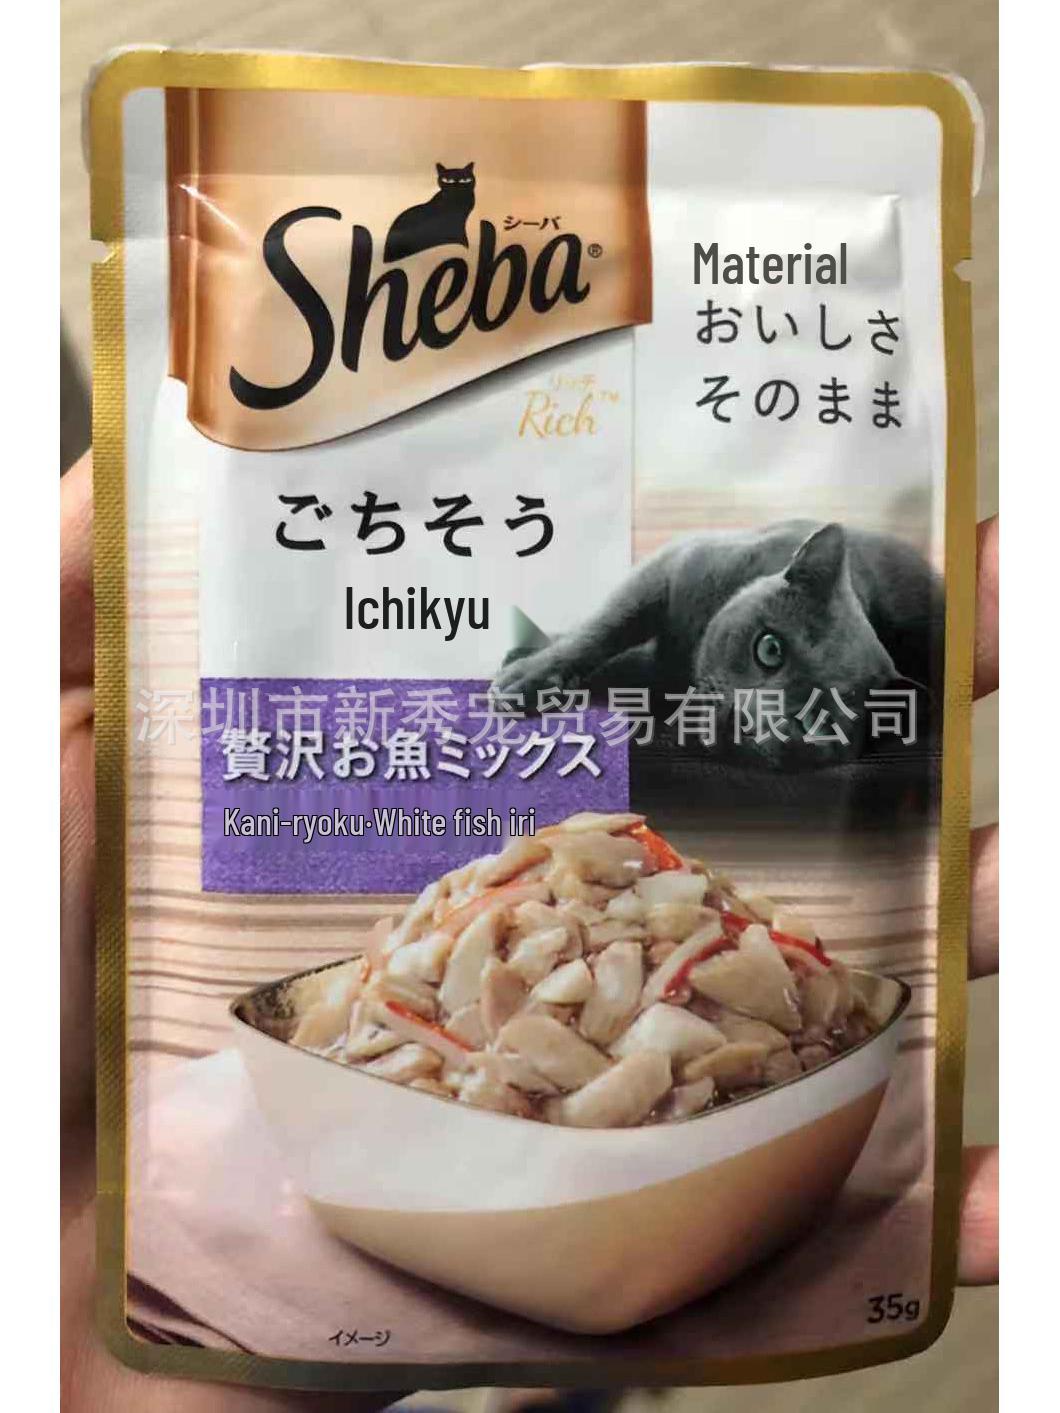 シーバ
Sheba®
リッチ
Rich™
Material
おいしさ
そのまま
ごちそう
Ichikyu
深圳市新秀宠贸易有限公司
贅沢お魚ミックス
Kani-ryoku·White fish iri
35g
イメージ